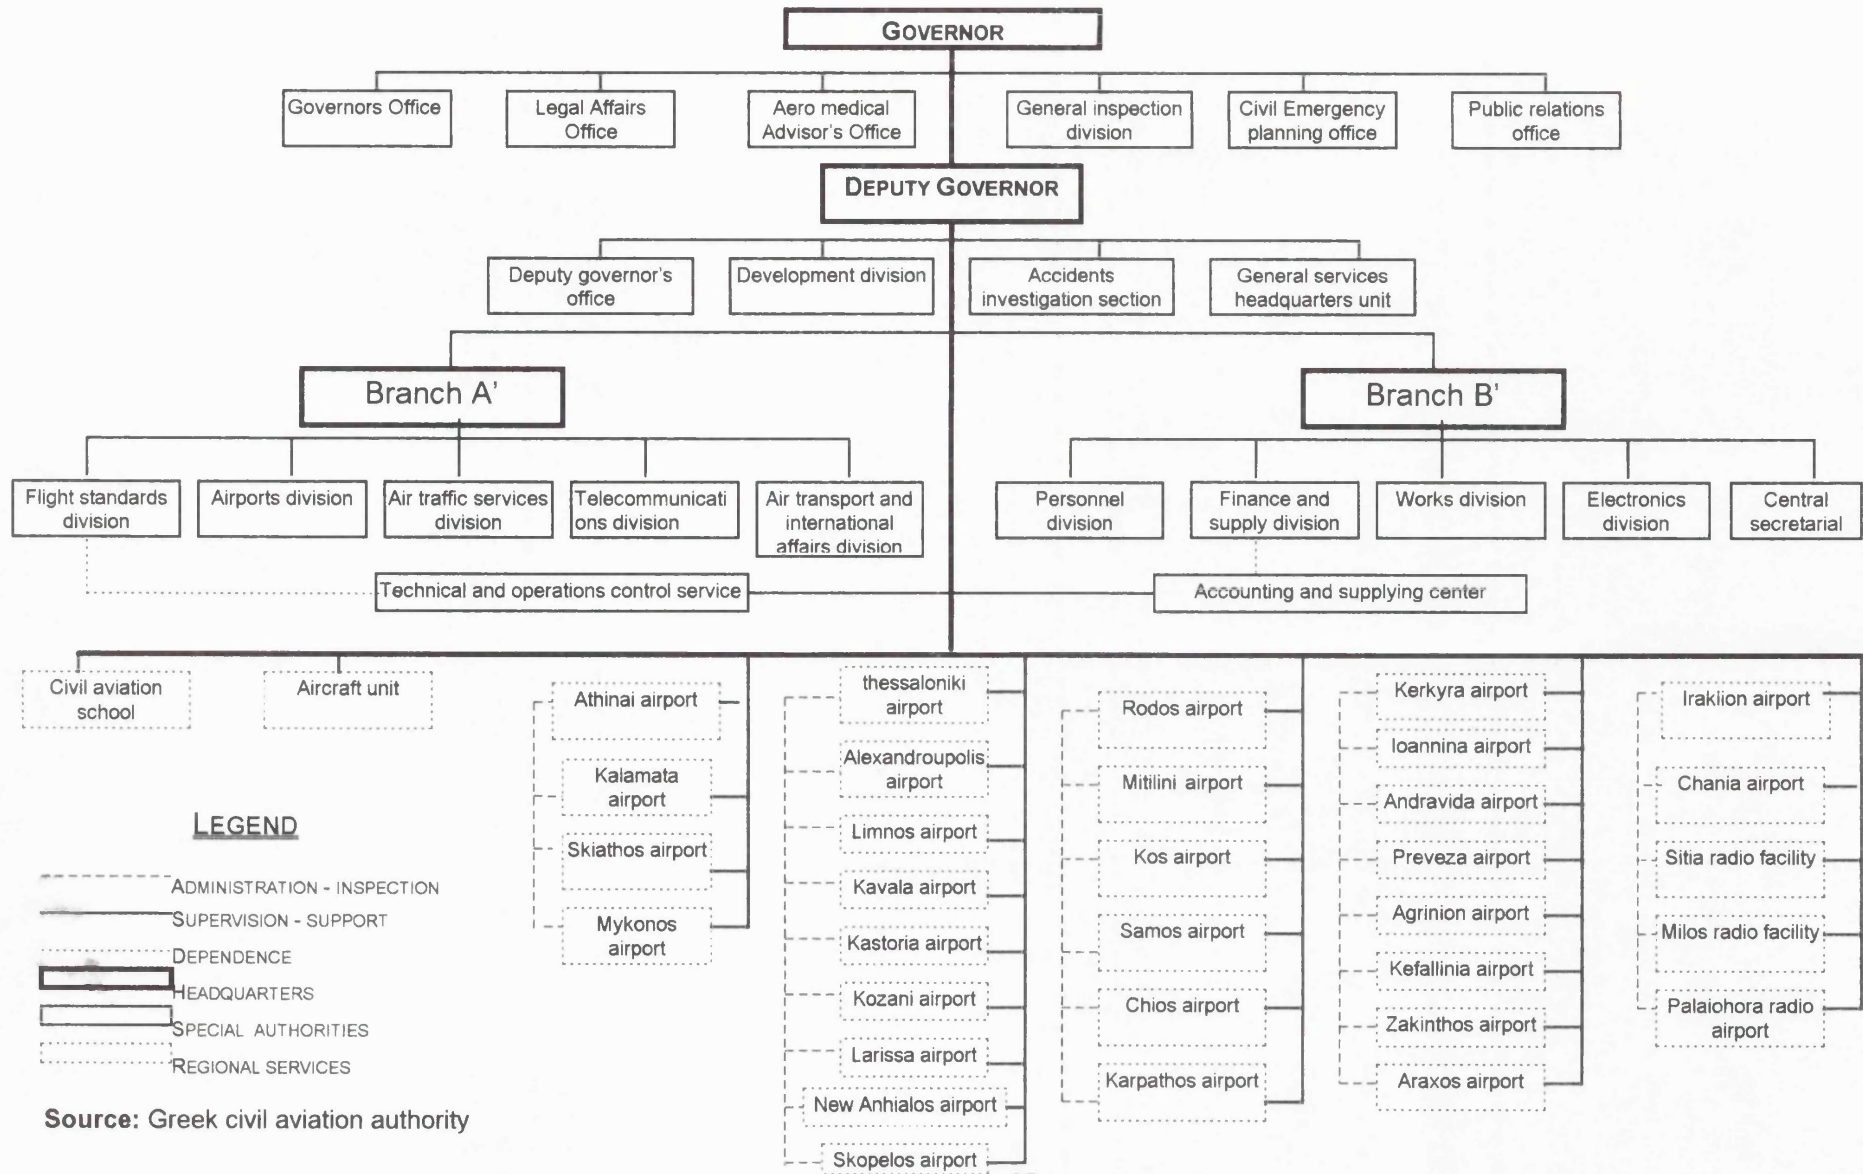 GOVERNOR
Governors Office
Legal Affairs
Office
Aero medical
Advisor's Office
General inspection
division
Civil Emergency
planning office
Public relations
office
DEPUTY GOVERNOR
Deputy governor's
office
Development division
Accidents
investigation section
General services
headquarters unit
Branch A'
Branch B'
Flight standards
division
Airports division
Air traffic services
division
Telecommunicati
ons division
Air transport and
international
affairs division
Personnel
division
Finance and
supply division
Works division
Electronics
division
Central
secretarial
Technical and operations control service
Accounting and supplying center
Civil aviation
school
Aircraft unit
Athinai airport
Kalamata
airport
Skiathos airport
Mykonos
airport
thessaloniki
airport
Alexandroupolis
airport
Limnos airport
Kavala airport
Kastoria airport
Kozani airport
Larissa airport
New Anhialos airport
Skopelos airport
Rodos airport
Mitilini airport
Kos airport
Samos airport
Chios airport
Karpathos airport
Kerkyra airport
Ioannina airport
Andravida airport
Preveza airport
Agrinion airport
Kefallinia airport
Zakinthos airport
Araxos airport
Iraklion airport
Chania airport
Sitia radio facility
Milos radio facility
Palaiohora radio
airport
LEGEND
ADMINISTRATION - INSPECTION
SUPERVISION - SUPPORT
DEPENDENCE
HEADQUARTERS
SPECIAL AUTHORITIES
REGIONAL SERVICES
Source: Greek civil aviation authority